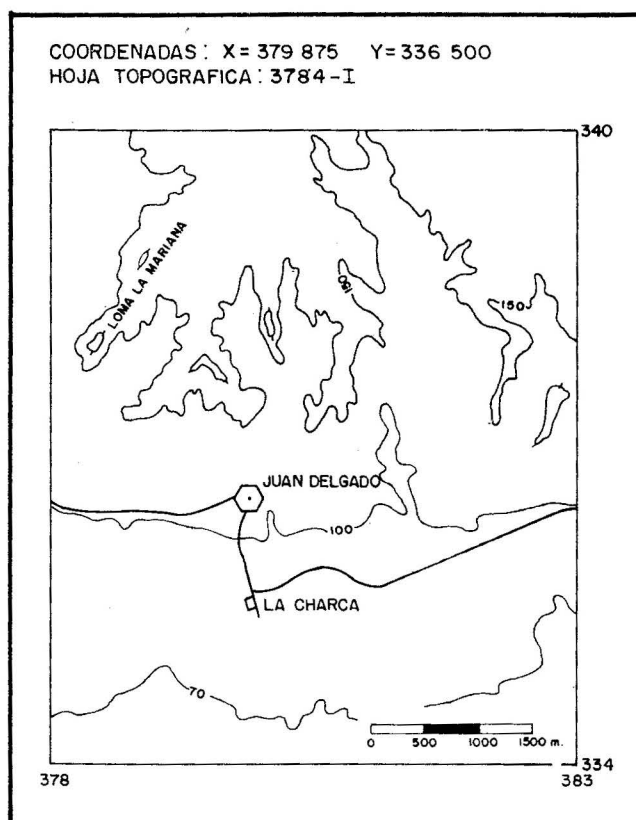 COORDENADAS: X= 379 875 Y= 336 500
HOJA TOPOGRAFICA: 3784-I
340
LOMA LA MARIANA
150
150
JUAN DELGADO
100
LA CHARCA
70
0 500 1000 1500 m.
334
378 383